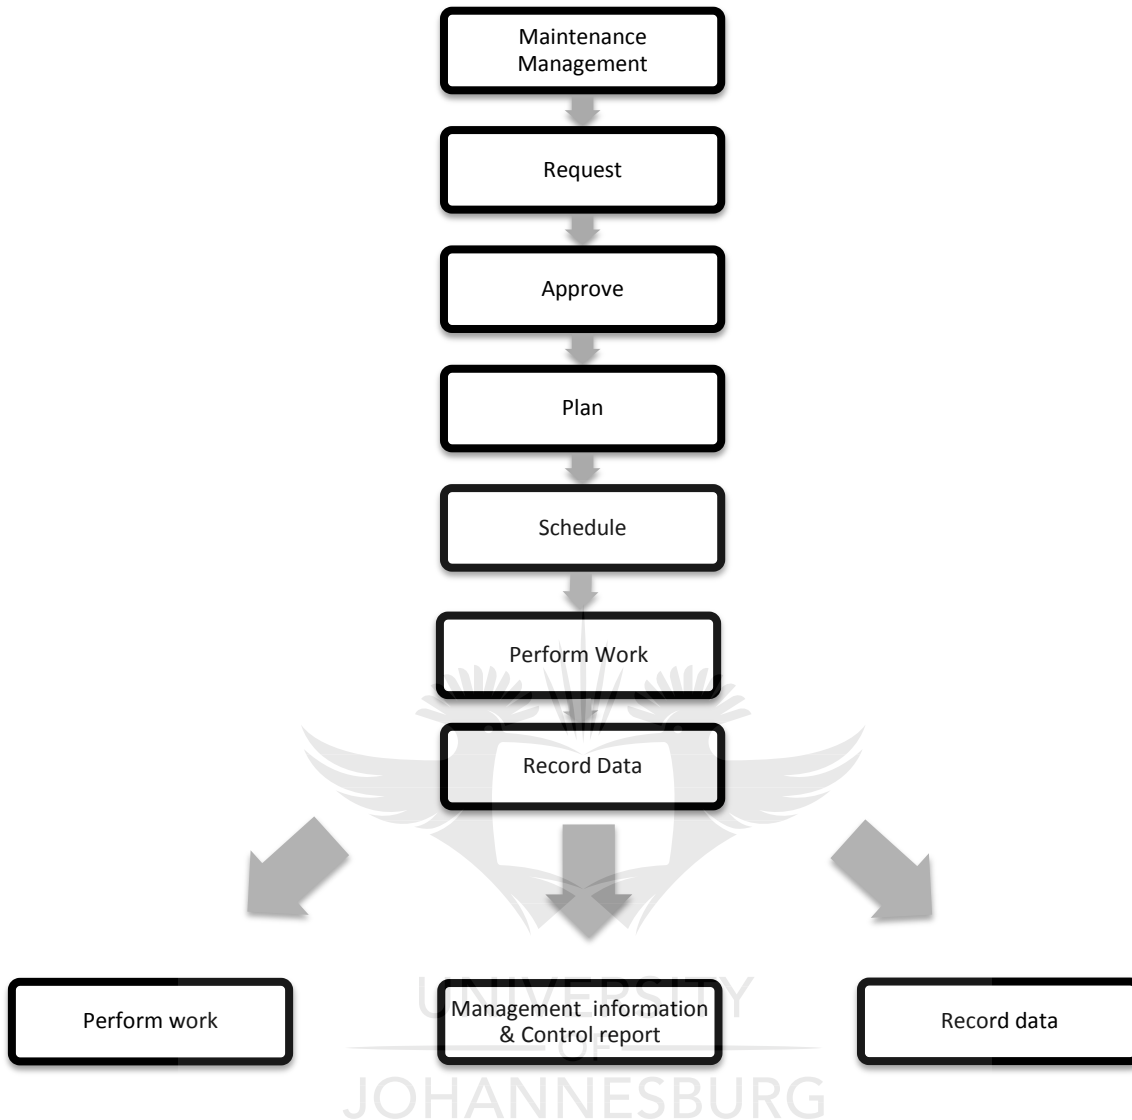 Maintenance
Management
Request
Approve
Plan
Schedule
Perform Work
Record Data
Perform work
Management information
& Control report
Record data
UNIVERSITY
OF
JOHANNESBURG